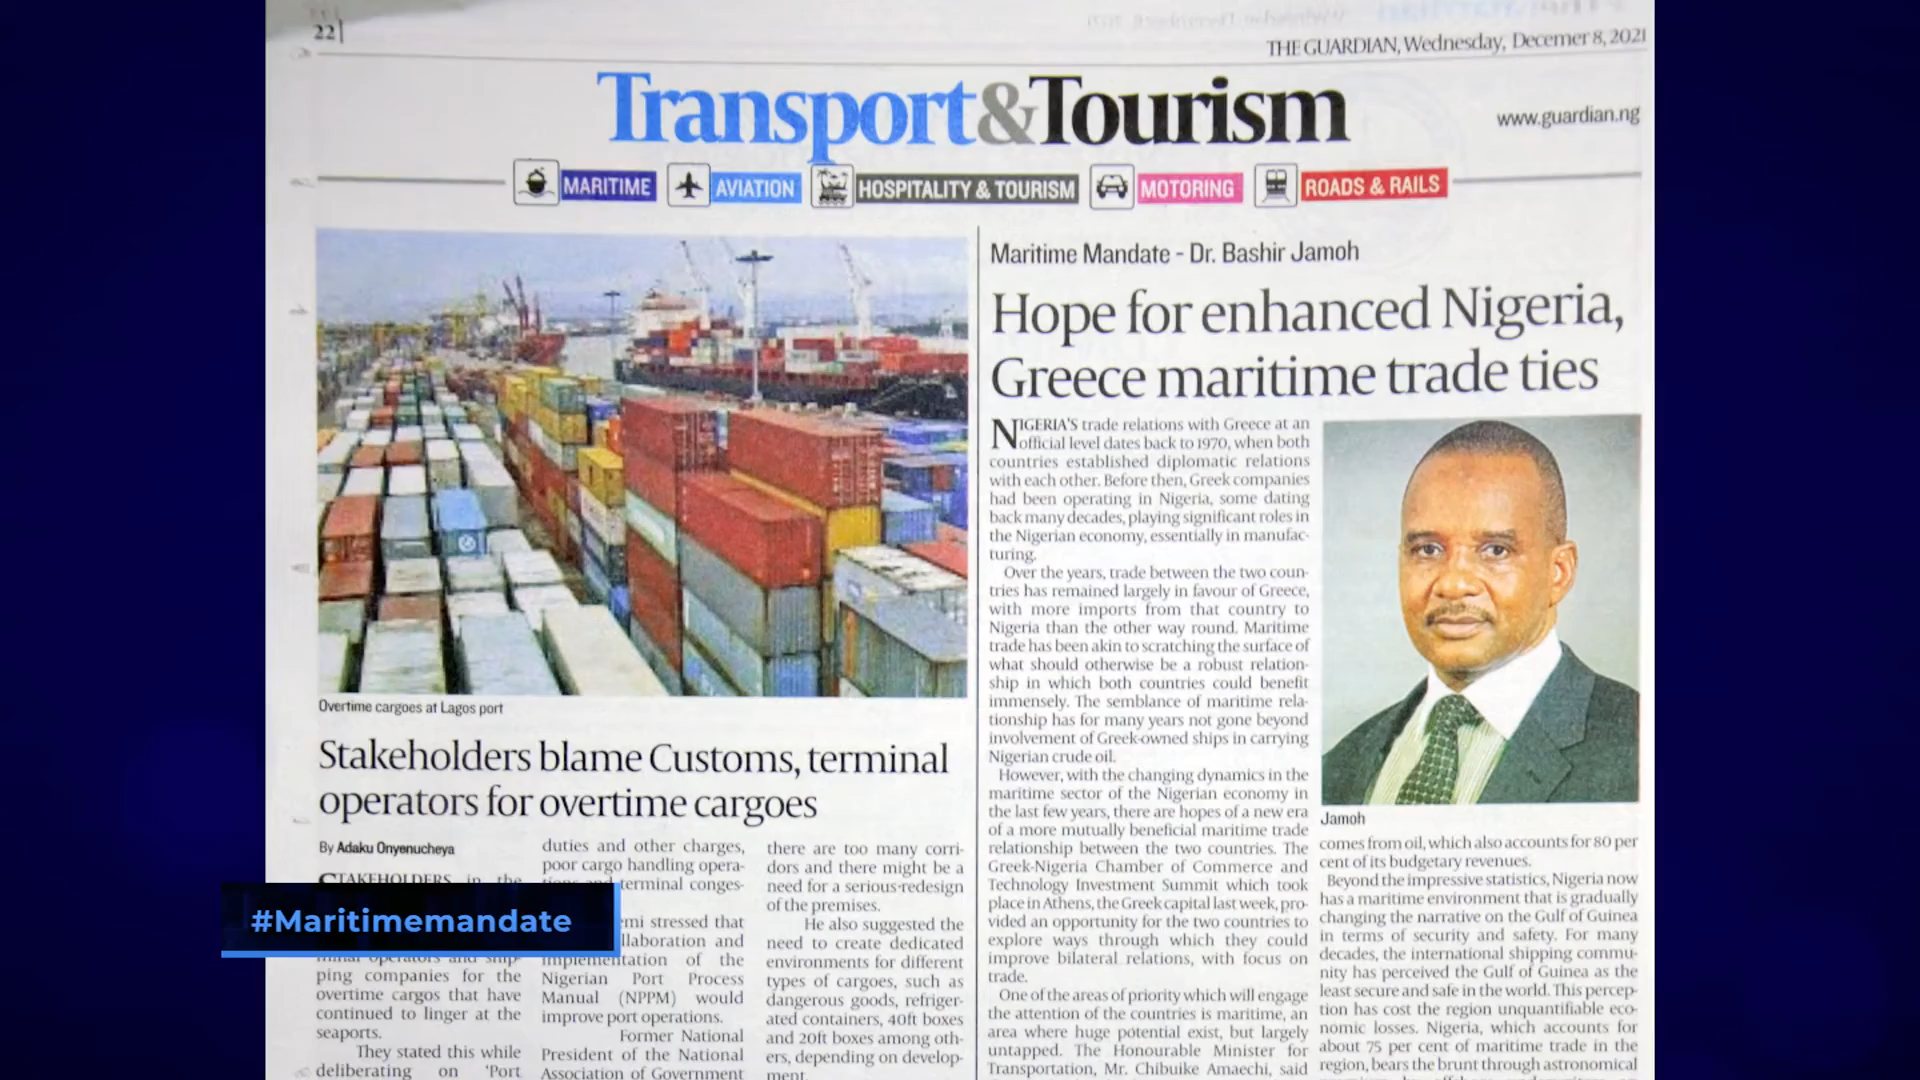 22
THE GUARDIAN, Wednesday, Decemer 8, 2021
Transport&Tourism
www.guardian.ng
MARITIME
AVIATION
HOSPITALITY & TOURISM
MOTORING
ROADS & RAILS
Overtime cargoes at Lagos port
Stakeholders blame Customs, terminal
operators for overtime cargoes
By Adaku Onyenucheya
STAKEHOLDERS in the
#Maritimemandate
minal operators and ship-
ping companies for the
overtime cargos that have
continued to linger at the
seaports.
They stated this while
deliberating on 'Port
duties and other charges,
poor cargo handling opera-
tions and terminal conges-
emi stressed that
llaboration and
implementation of the
Nigerian Port Process
Manual (NPPM) would
improve port operations.
Former National
President of the National
Association of Government
there are too many corri-
dors and there might be a
need for a serious-redesign
of the premises.
He also suggested the
need to create dedicated
environments for different
types of cargoes, such as
dangerous goods, refriger-
ated containers, 40ft boxes
and 20ft boxes among oth-
ers, depending on develop-
ment.
Maritime Mandate - Dr. Bashir Jamoh
Hope for enhanced Nigeria,
Greece maritime trade ties
NIGERIA'S trade relations with Greece at an
official level dates back to 1970, when both
countries established diplomatic relations
with each other. Before then, Greek companies
had been operating in Nigeria, some dating
back many decades, playing significant roles in
the Nigerian economy, essentially in manufac-
turing.
Over the years, trade between the two coun-
tries has remained largely in favour of Greece,
with more imports from that country to
Nigeria than the other way round. Maritime
trade has been akin to scratching the surface of
what should otherwise be a robust relation-
ship in which both countries could benefit
immensely. The semblance of maritime rela-
tionship has for many years not gone beyond
involvement of Greek-owned ships in carrying
Nigerian crude oil.
However, with the changing dynamics in the
maritime sector of the Nigerian economy in
the last few years, there are hopes of a new era
of a more mutually beneficial maritime trade
relationship between the two countries. The
Greek-Nigeria Chamber of Commerce and
Technology Investment Summit which took
place in Athens, the Greek capital last week, pro-
vided an opportunity for the two countries to
explore ways through which they could
improve bilateral relations, with focus on
trade.
One of the areas of priority which will engage
the attention of the countries is maritime, an
area where huge potential exist, but largely
untapped. The Honourable Minister for
Transportation, Mr. Chibuike Amaechi, said
Jamoh
comes from oil, which also accounts for 80 per
cent of its budgetary revenues.
Beyond the impressive statistics, Nigeria now
has a maritime environment that is gradually
changing the narrative on the Gulf of Guinea
in terms of security and safety. For many
decades, the international shipping commu-
nity has perceived the Gulf of Guinea as the
least secure and safe in the world. This percep-
tion has cost the region unquantifiable eco-
nomic losses. Nigeria, which accounts for
about 75 per cent of maritime trade in the
region, bears the brunt through astronomical